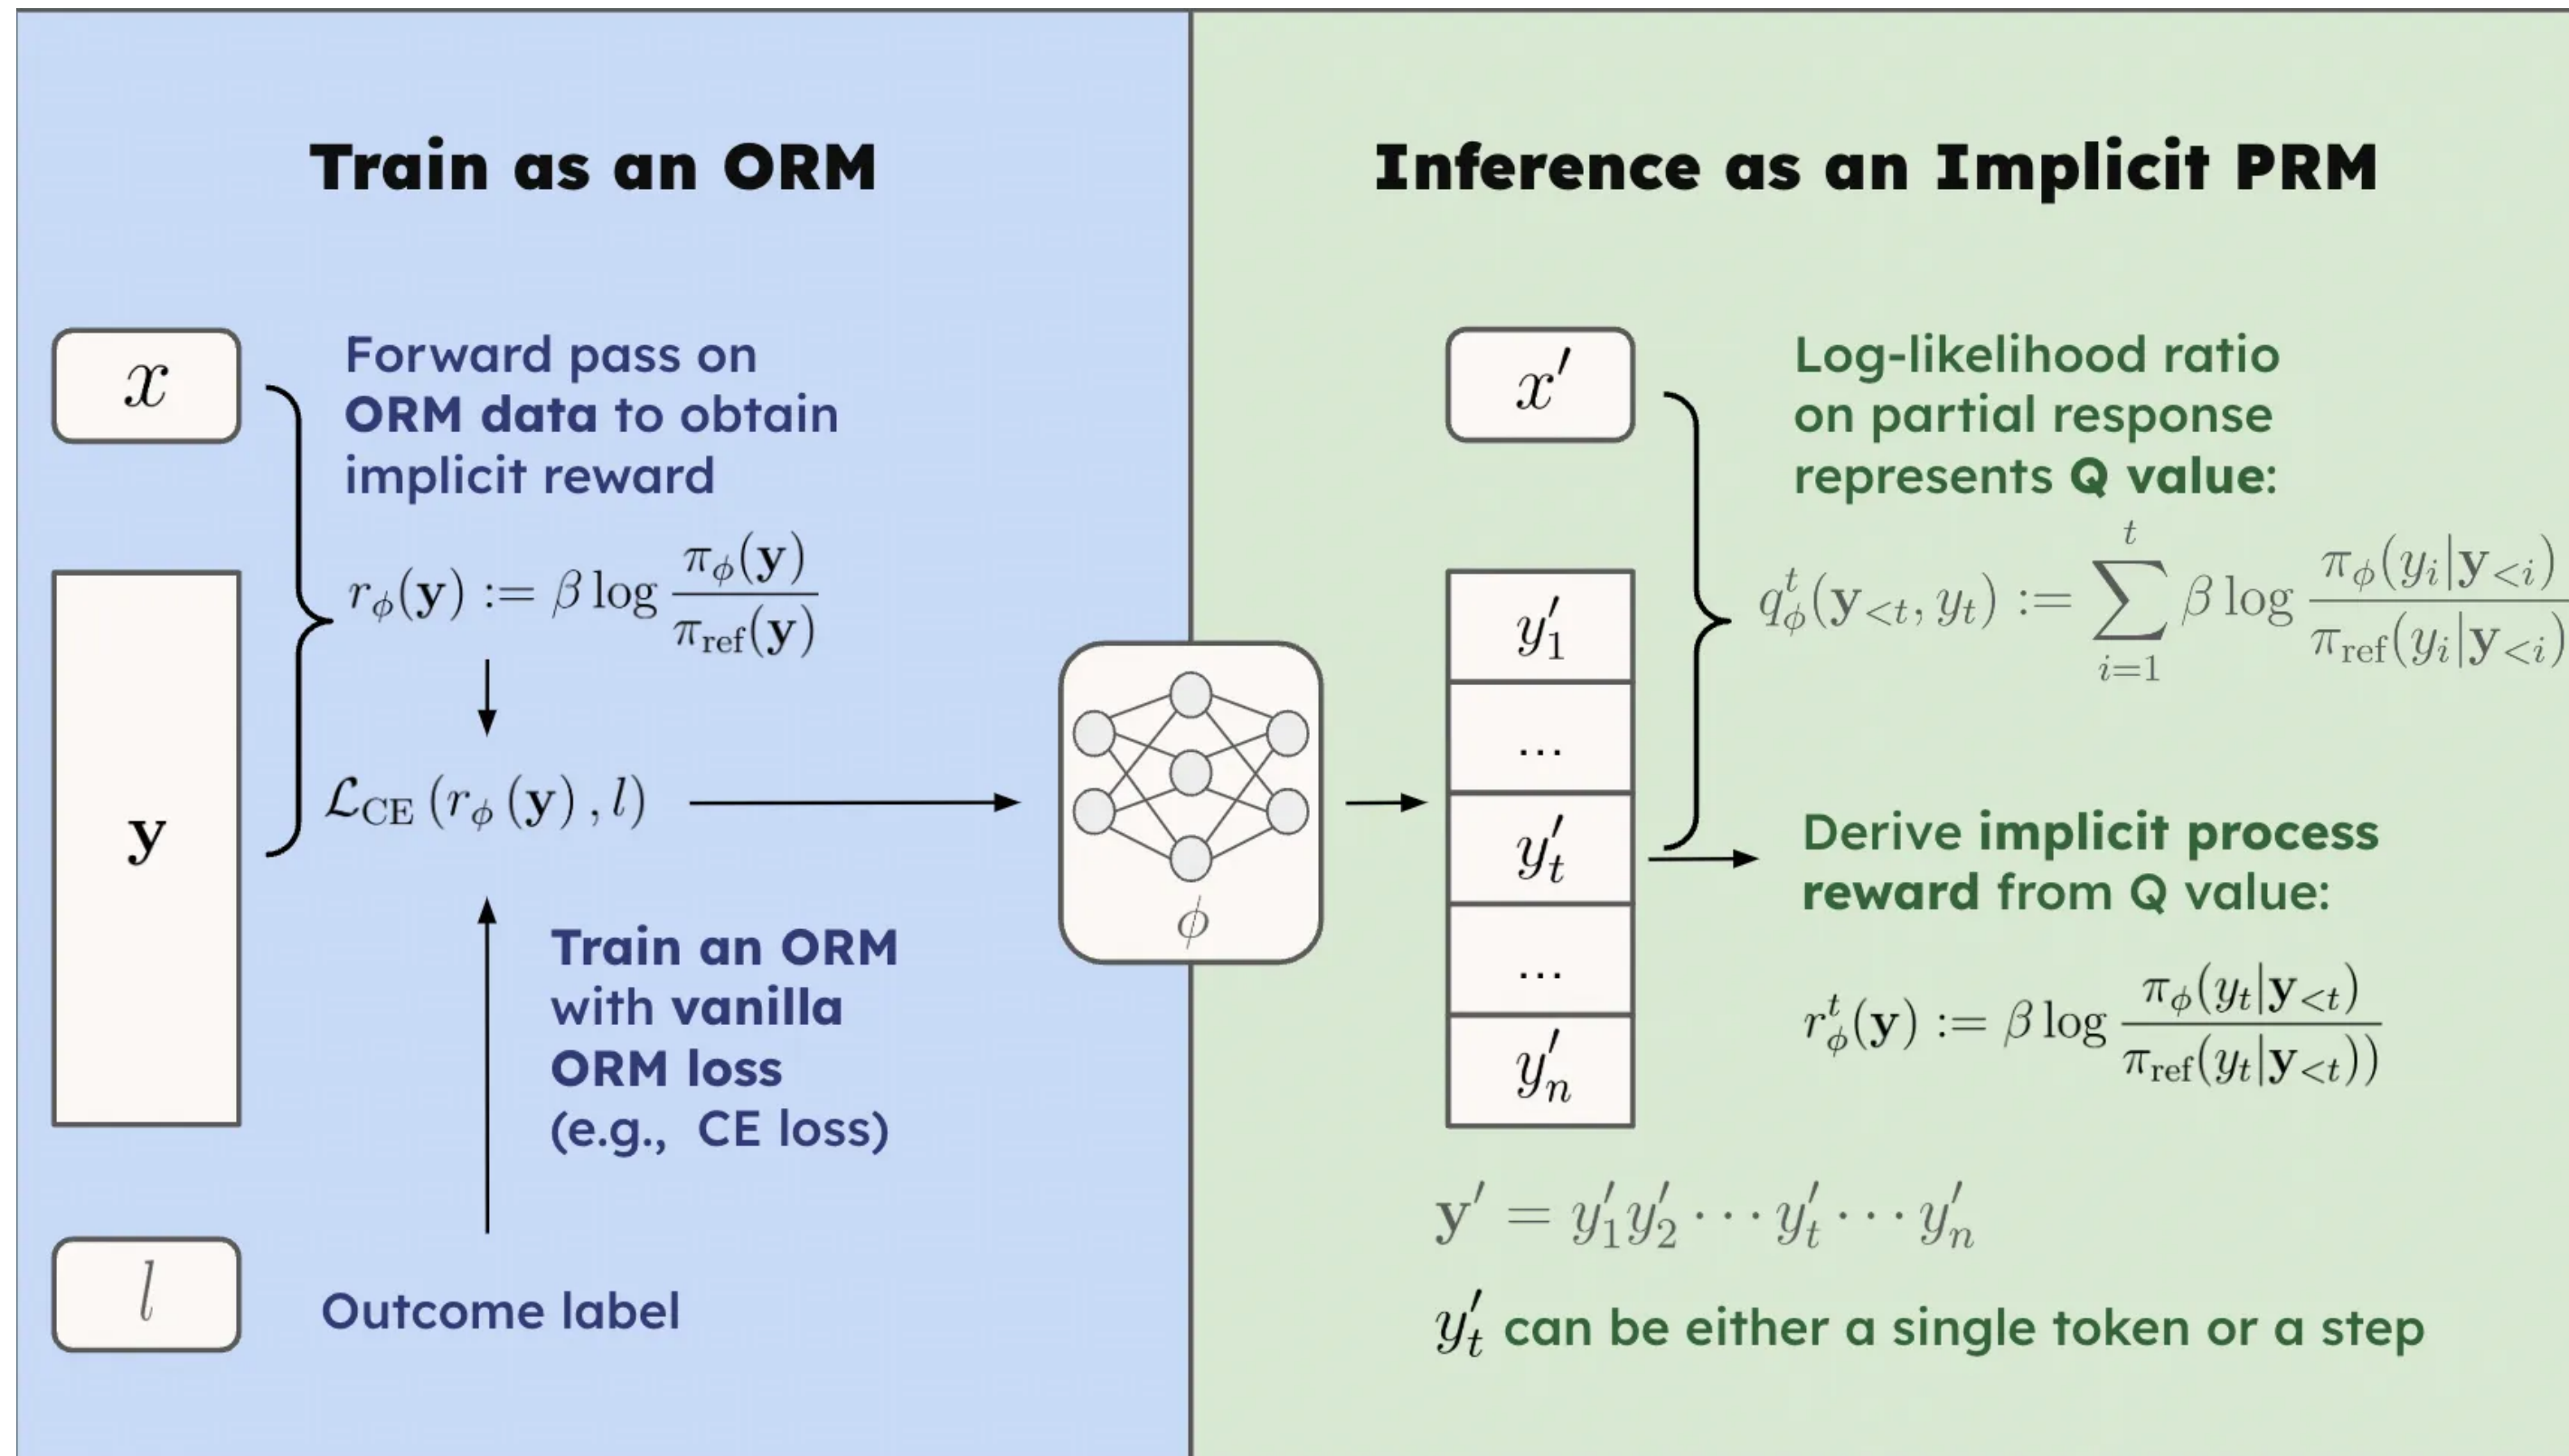 Train as an ORM
x
Forward pass on
ORM data to obtain
implicit reward
r_ϕ(𝐲) := β log π_ϕ(𝐲) / π_ref(𝐲)
𝐲
ℒ_CE (r_ϕ (𝐲) , l)
Train an ORM
with vanilla
ORM loss
(e.g., CE loss)
l
Outcome label
ϕ
Inference as an Implicit PRM
x′
Log-likelihood ratio
on partial response
represents Q value:
q_ϕ^t(𝐲_{<t}, y_t) := ∑_{i=1}^{t} β log π_ϕ(y_i|𝐲_{<i}) / π_ref(y_i|𝐲_{<i})
y′_1
...
y′_t
...
y′_n
Derive implicit process
reward from Q value:
r_ϕ^t(𝐲) := β log π_ϕ(y_t|𝐲_{<t}) / π_ref(y_t|𝐲_{<t}))
𝐲′ = y′_1 y′_2 ⋯ y′_t ⋯ y′_n
y′_t can be either a single token or a step